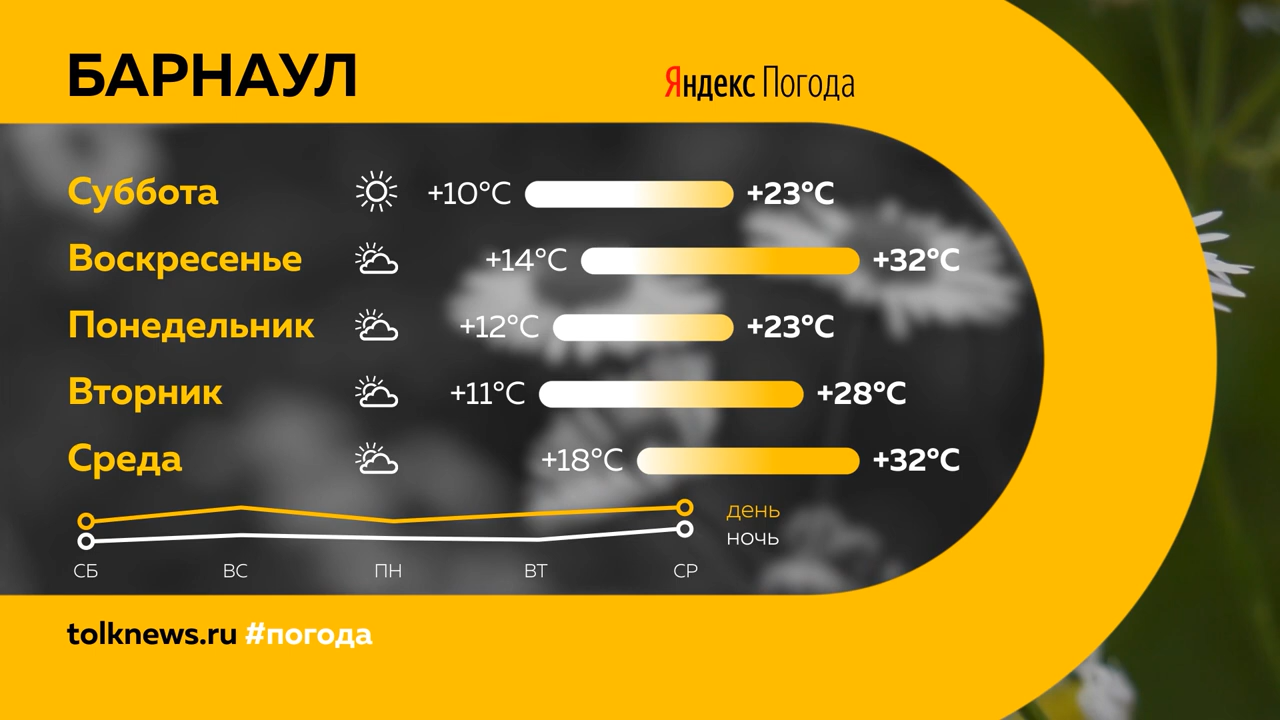 БАРНАУЛ
Яндекс Погода
Суббота +10°C +23°C
Воскресенье +14°C +32°C
Понедельник +12°C +23°C
Вторник +11°C +28°C
Среда +18°C +32°C
день
ночь
СБ ВС ПН ВТ СР
tolknews.ru #погода